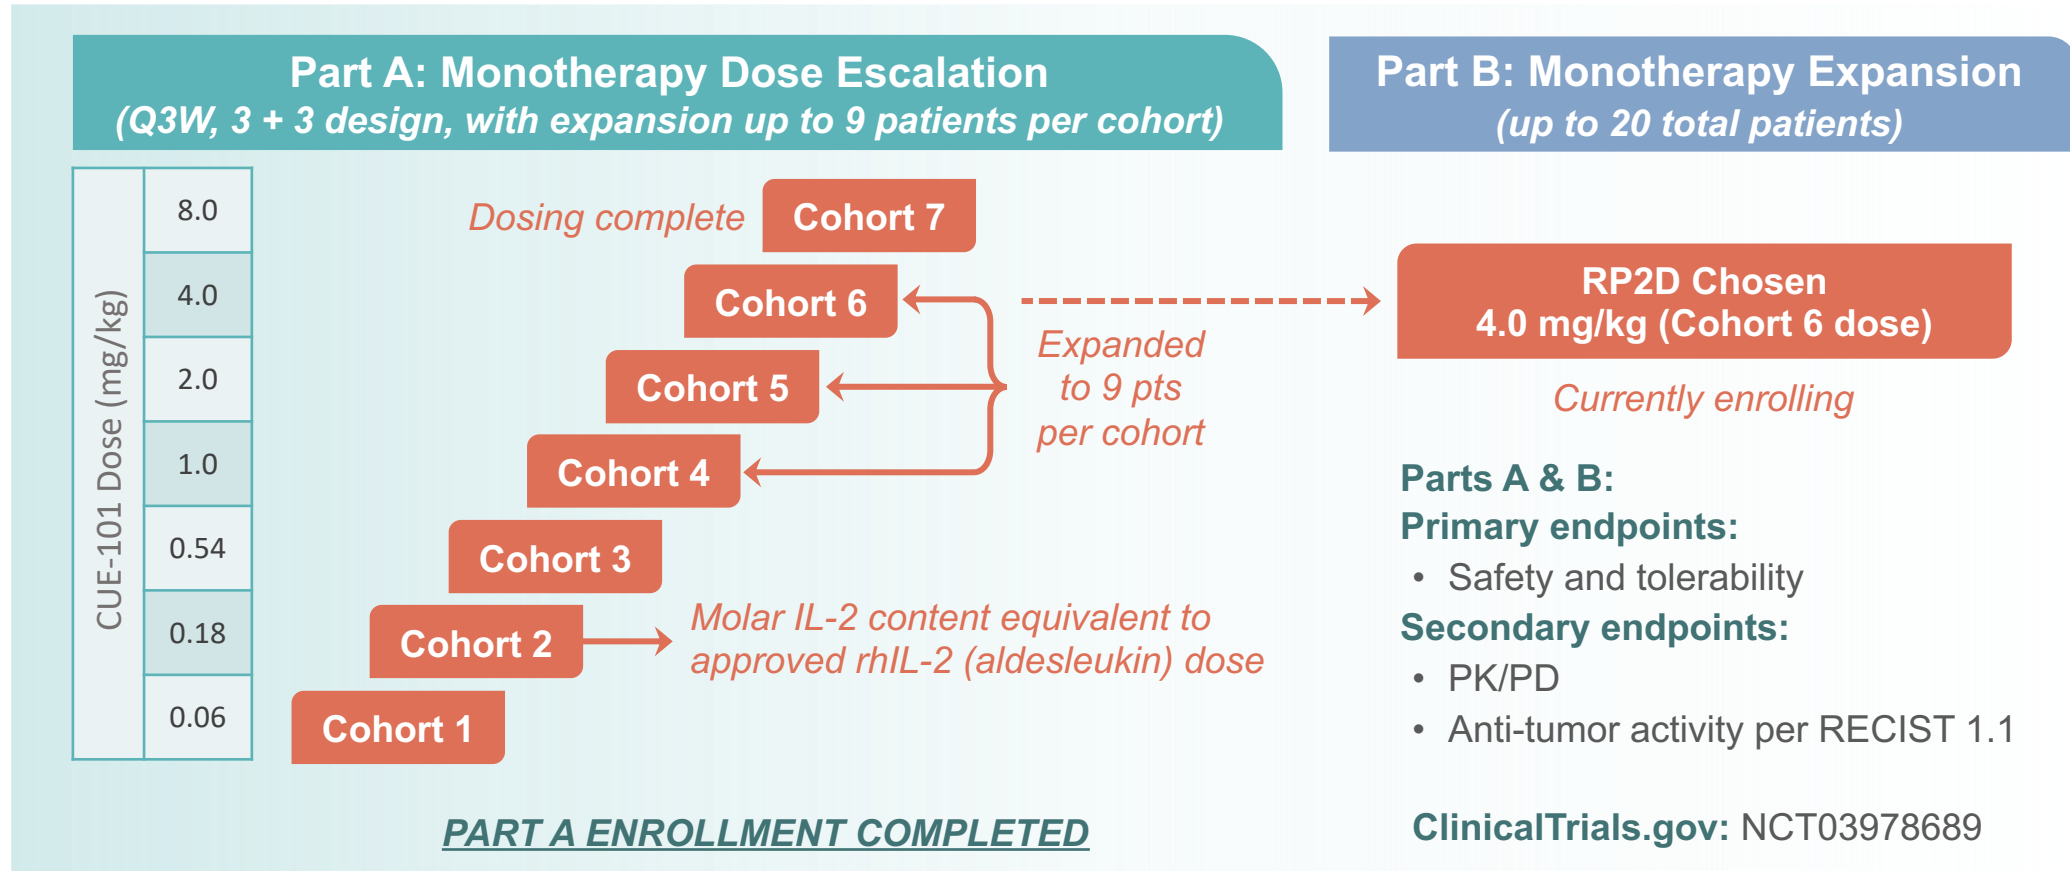 Part A: Monotherapy Dose Escalation
(Q3W, 3 + 3 design, with expansion up to 9 patients per cohort)
Part B: Monotherapy Expansion
(up to 20 total patients)
CUE-101 Dose (mg/kg)
8.0
4.0
2.0
1.0
0.54
0.18
0.06
Dosing complete
Cohort 7
Cohort 6
Cohort 5
Cohort 4
Cohort 3
Cohort 2
Cohort 1
Expanded
to 9 pts
per cohort
Molar IL-2 content equivalent to
approved rhIL-2 (aldesleukin) dose
PART A ENROLLMENT COMPLETED
RP2D Chosen
4.0 mg/kg (Cohort 6 dose)
Currently enrolling
Parts A & B:
Primary endpoints:
• Safety and tolerability
Secondary endpoints:
• PK/PD
• Anti-tumor activity per RECIST 1.1
ClinicalTrials.gov: NCT03978689